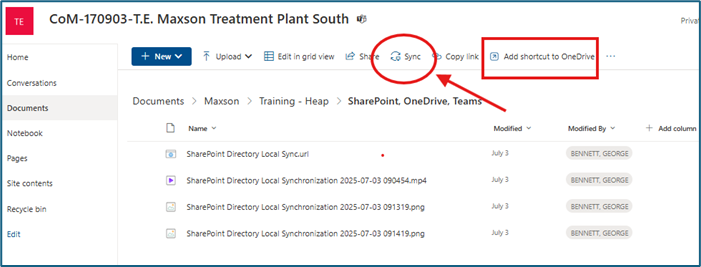 TE
CoM-170903-T.E. Maxson Treatment Plant South
Privat
Home
Conversations
Documents
Notebook
Pages
Site contents
Recycle bin
Edit
+ New
Upload
Edit in grid view
Share
Sync
Copy link
Add shortcut to OneDrive
...
Documents > Maxson > Training - Heap > SharePoint, OneDrive, Teams
Name Modified Modified By + Add column
SharePoint Directory Local Sync.url July 3 BENNETT, GEORGE
SharePoint Directory Local Synchronization 2025-07-03 090454.mp4 July 3 BENNETT, GEORGE
SharePoint Directory Local Synchronization 2025-07-03 091319.png July 3 BENNETT, GEORGE
SharePoint Directory Local Synchronization 2025-07-03 091419.png July 3 BENNETT, GEORGE